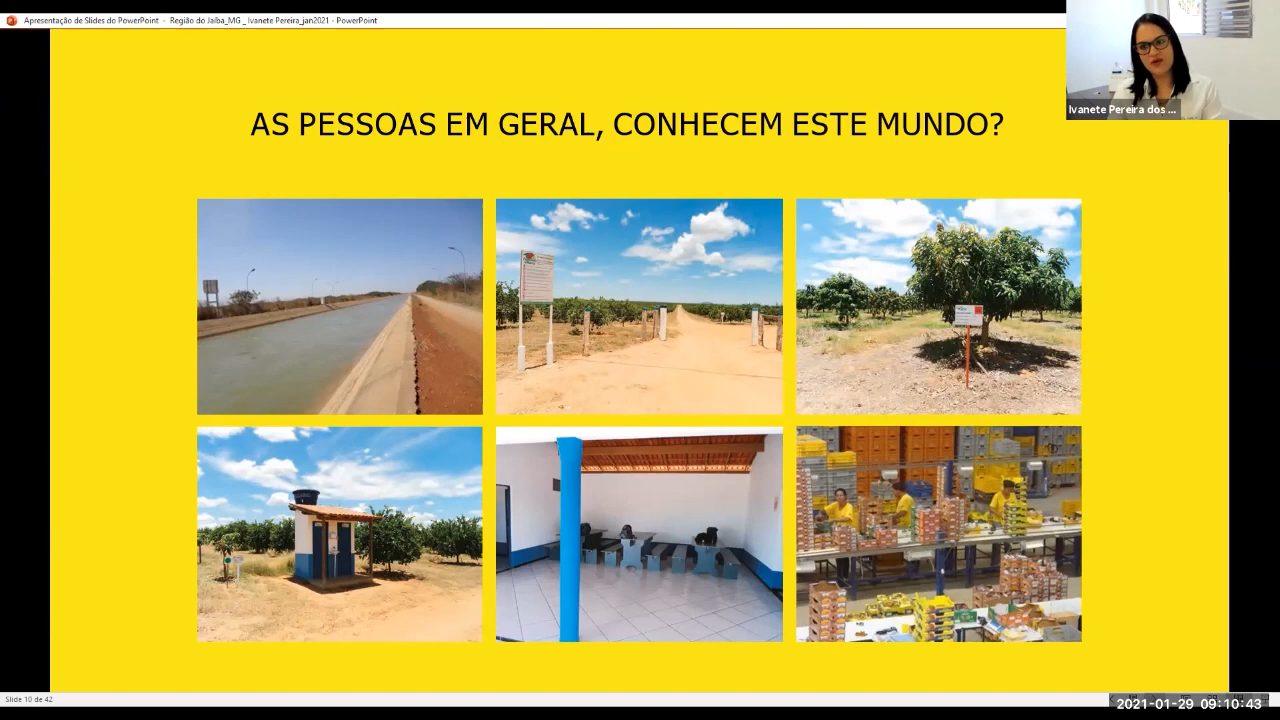 Apresentação de Slides do PowerPoint - Região do Jaíba_MG _ Ivanete Pereira_jan2021 - PowerPoint
Ivanete Pereira dos ...
AS PESSOAS EM GERAL, CONHECEM ESTE MUNDO?
Slide 10 de 42
2021-01-29 09:10:43